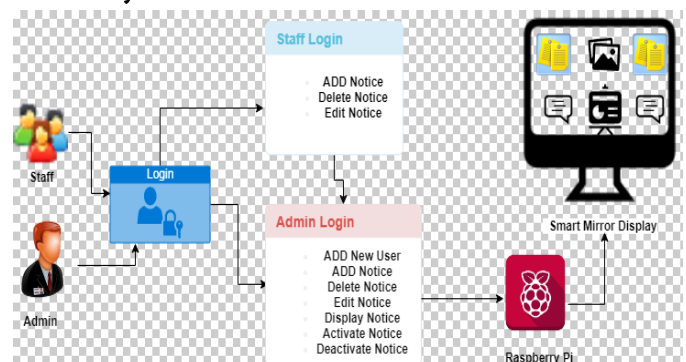 Staff Login
ADD Notice
Delete Notice
Edit Notice
Staff
Login
Admin Login
Smart Mirror Display
ADD New User
ADD Notice
Delete Notice
Edit Notice
Display Notice
Activate Notice
Deactivate Notice
Admin
Raspberry Pi